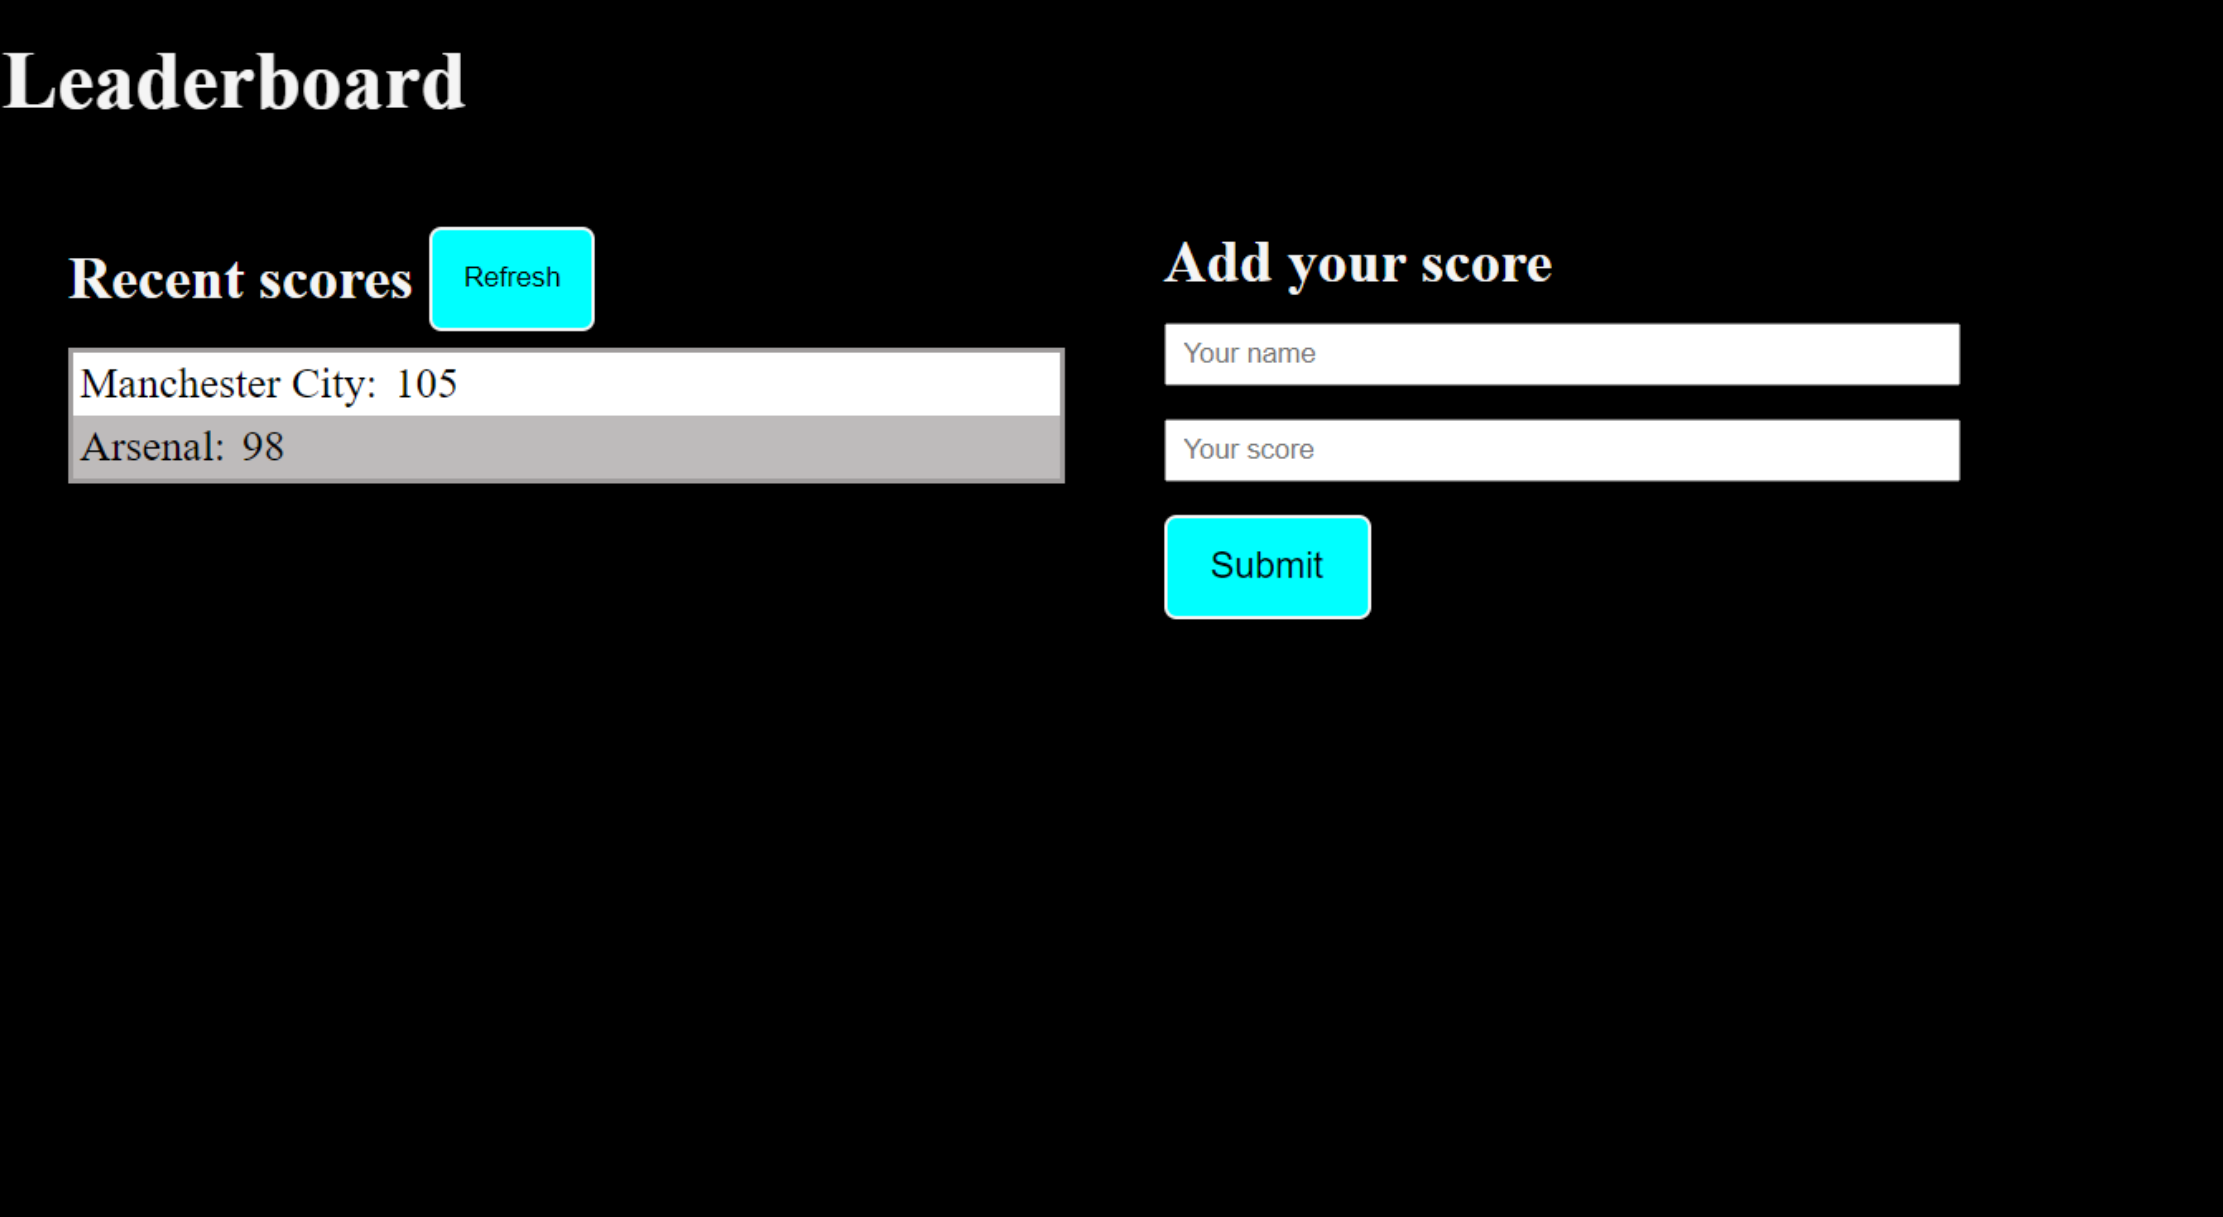 Leaderboard
Recent scores
Refresh
Manchester City: 105
Arsenal: 98
Add your score
Your name
Your score
Submit